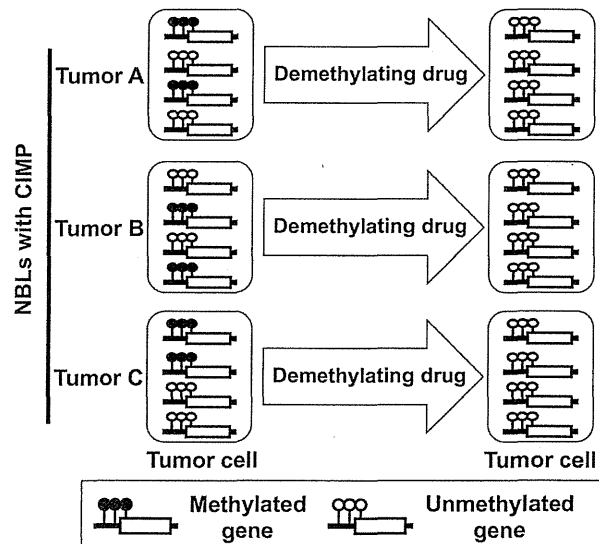 NBLs with CIMP
Tumor A
Demethylating drug
Tumor B
Demethylating drug
Tumor C
Demethylating drug
Tumor cell
Tumor cell
Methylated
gene
Unmethylated
gene